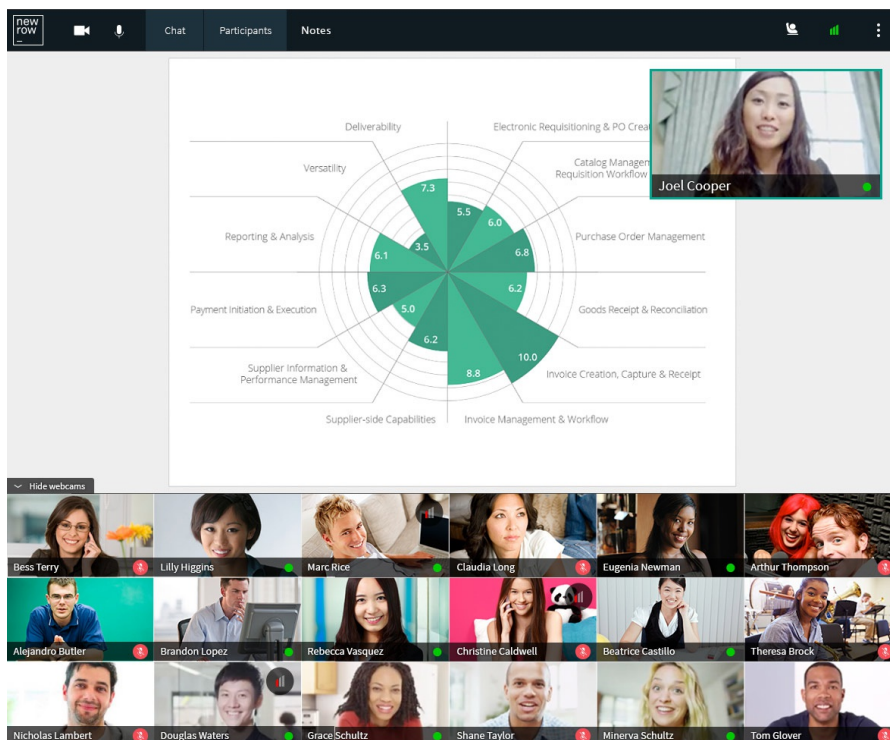 new
row
Chat
Participants
Notes
Joel Cooper
Deliverability
Electronic Requisitioning & PO
Versatility
Catalog
Requisition Workflow
7.3
5.5
6.0
Reporting & Analysis
3.5
6.8
Purchase Order Management
6.1
6.3
6.2
Payment Initiation & Execution
5.0
Goods Receipt & Reconciliation
6.2
10.0
8.8
Supplier Information &
Performance Management
Invoice Creation, Capture & Receipt
Supplier-side Capabilities
Invoice Management & Workflow
Hide webcams
Bess Terry
Lilly Higgins
Marc Rice
Claudia Long
Eugenia Newman
Arthur Thompson
Alejandro Butler
Brandon Lopez
Rebecca Vasquez
Christine Caldwell
Beatrice Castillo
Theresa Brock
Nicholas Lambert
Douglas Waters
Grace Schultz
Shane Taylor
Minerva Schultz
Tom Glover